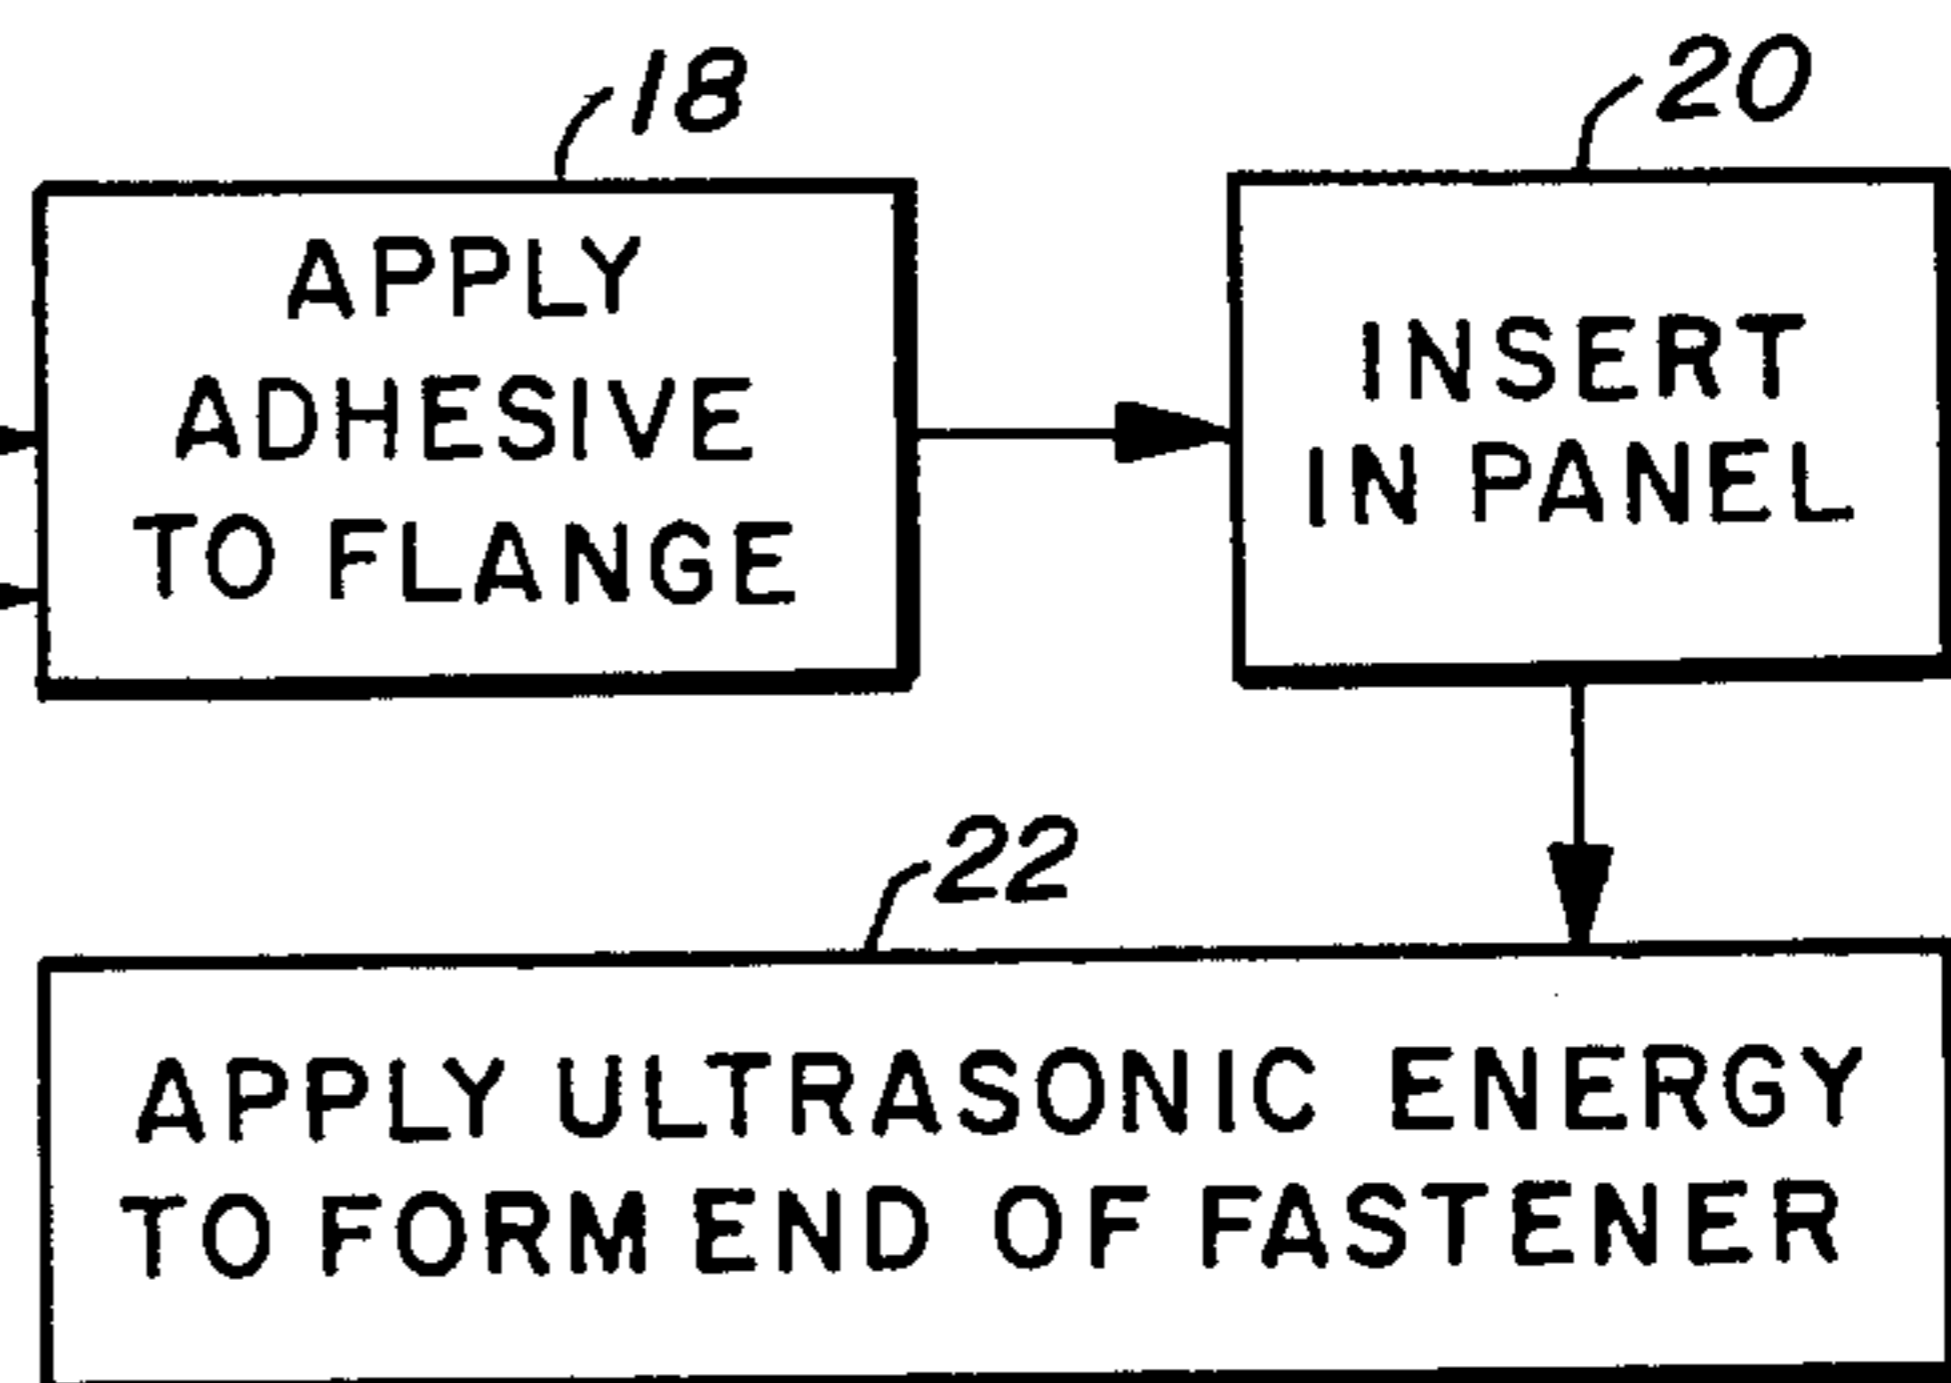 18
APPLY
ADHESIVE
TO FLANGE
20
INSERT
IN PANEL
22
APPLY ULTRASONIC ENERGY
TO FORM END OF FASTENER